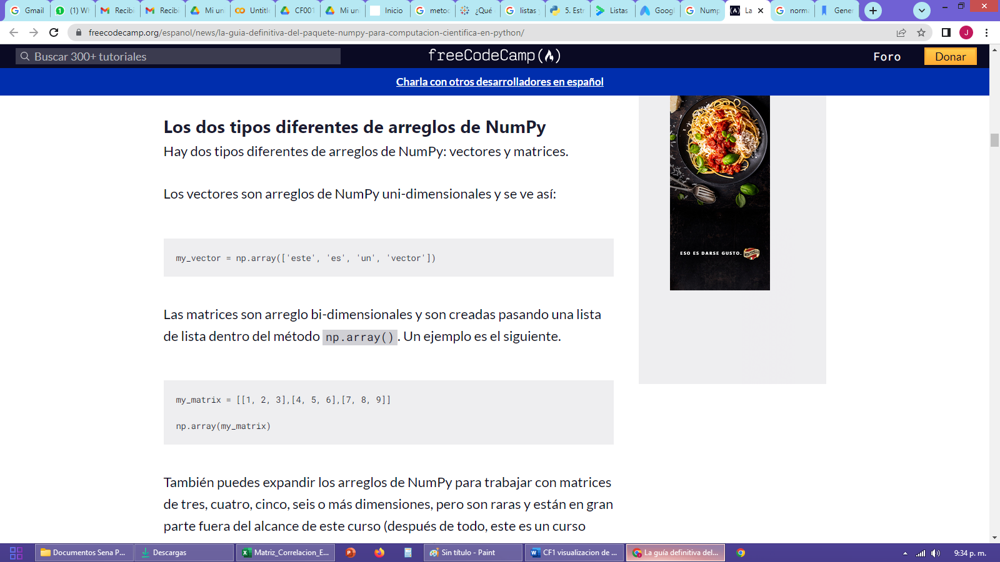 Gmail
(1) Wh
Recibi
Recibi
Mi un
Untitl
CF001
Mi un
Inicio
metoc
¿Qué
listas
5. Estr
Listas
Googl
Nump
La
norma
Gener
freecodecamp.org/espanol/news/la-guia-definitiva-del-paquete-numpy-para-computacion-cientifica-en-python/
J
Buscar 300+ tutoriales
freeCodeCamp
Foro
Donar
Charla con otros desarrolladores en español
Los dos tipos diferentes de arreglos de NumPy
Hay dos tipos diferentes de arreglos de NumPy: vectores y matrices.
Los vectores son arreglos de NumPy uni-dimensionales y se ve así:
my_vector = np.array(['este', 'es', 'un', 'vector'])
Las matrices son arreglo bi-dimensionales y son creadas pasando una lista
de lista dentro del método np.array(). Un ejemplo es el siguiente.
my_matrix = [[1, 2, 3],[4, 5, 6],[7, 8, 9]]
np.array(my_matrix)
También puedes expandir los arreglos de NumPy para trabajar con matrices
de tres, cuatro, cinco, seis o más dimensiones, pero son raras y están en gran
parte fuera del alcance de este curso (después de todo, este es un curso
ESO ES DARSE GUSTO.
Documentos Sena P...
Descargas
Matriz_Correlacion_E...
Sin título - Paint
CF1 visualizacion de ...
La guía definitiva del...
9:34 p. m.